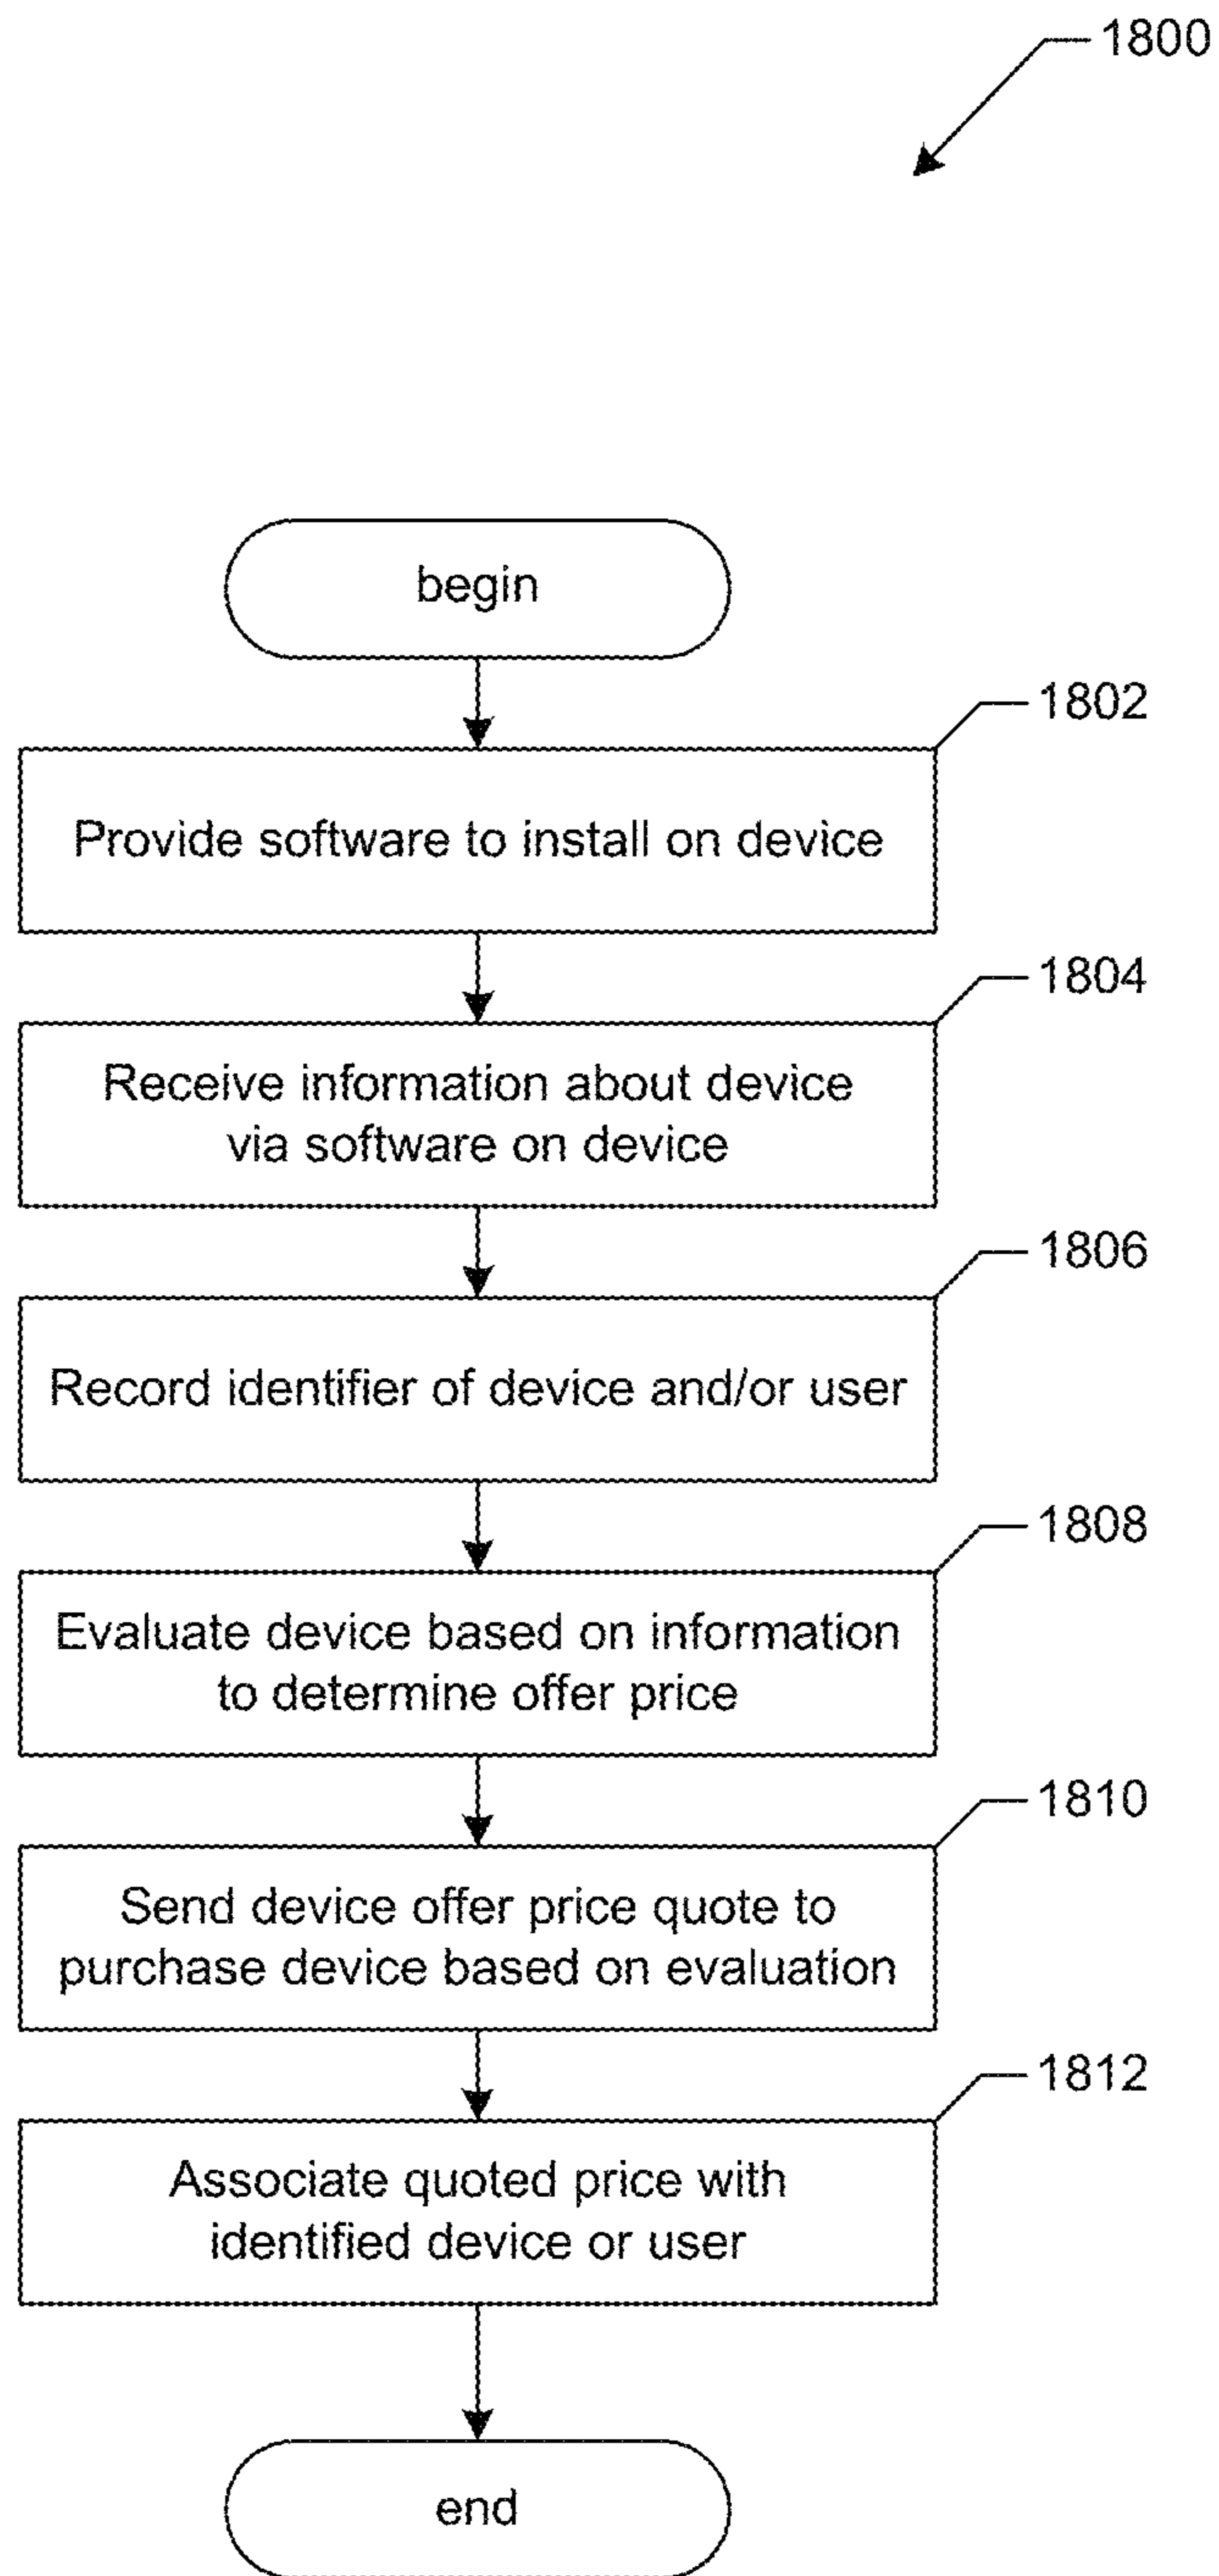 1800
begin
1802
Provide software to install on device
1804
Receive information about device
via software on device
1806
Record identifier of device and/or user
1808
Evaluate device based on information
to determine offer price
1810
Send device offer price quote to
purchase device based on evaluation
1812
Associate quoted price with
identified device or user
end